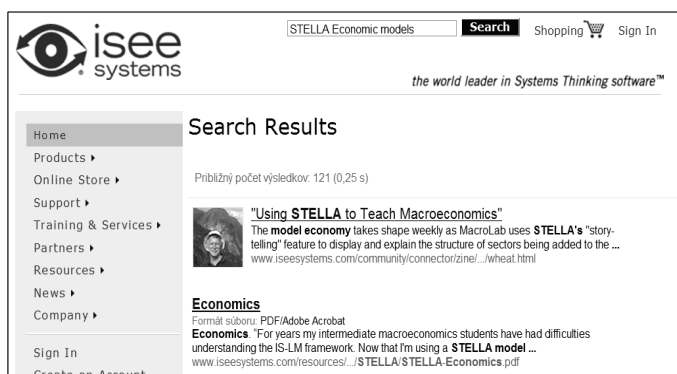 isee
systems
STELLA Economic models
Search
Shopping
Sign In
the world leader in Systems Thinking software™
Home
Products
Online Store
Support
Training & Services
Partners
Resources
News
Company
Sign In
Create an Account
Search Results
Približný počet výsledkov: 121 (0,25 s)
"Using STELLA to Teach Macroeconomics"
The model economy takes shape weekly as MacroLab uses STELLA's "story-
telling" feature to display and explain the structure of sectors being added to the ...
www.iseesystems.com/community/connector/zine/.../wheat.html
Economics
Formát súboru: PDF/Adobe Acrobat
Economics. "For years my intermediate macroeconomics students have had difficulties
understanding the IS-LM framework. Now that I'm using a STELLA model ...
www.iseesystems.com/resources/.../STELLA/STELLA-Economics.pdf